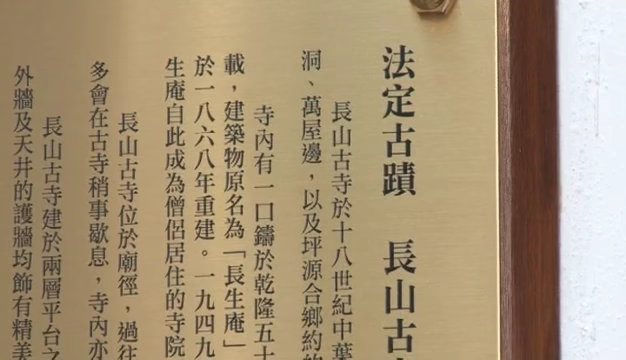 法定古蹟　長山古
長山古寺於十八世紀中葉
洞、萬屋邊，以及坪源合鄉約的
寺內有一口鑄於乾隆五十
載，建築物原名為「長生庵」
於一八六八年重建。一九四九
生庵自此成為僧侶居住的寺院
長山古寺位於廟徑，過往
多會在古寺稍事歇息，寺內亦
長山古寺建於兩層平台之
外牆及天井的護牆均飾有精美